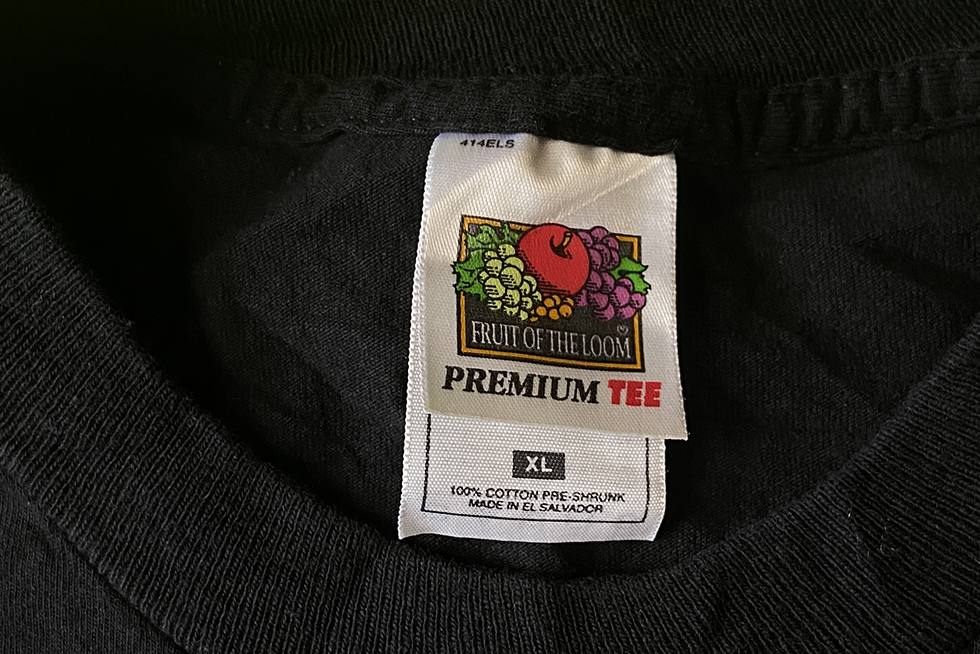 414ELS
FRUIT OF THE LOOM
PREMIUM TEE
XL
100% COTTON PRE-SHRUNK
MADE IN EL SALVADOR